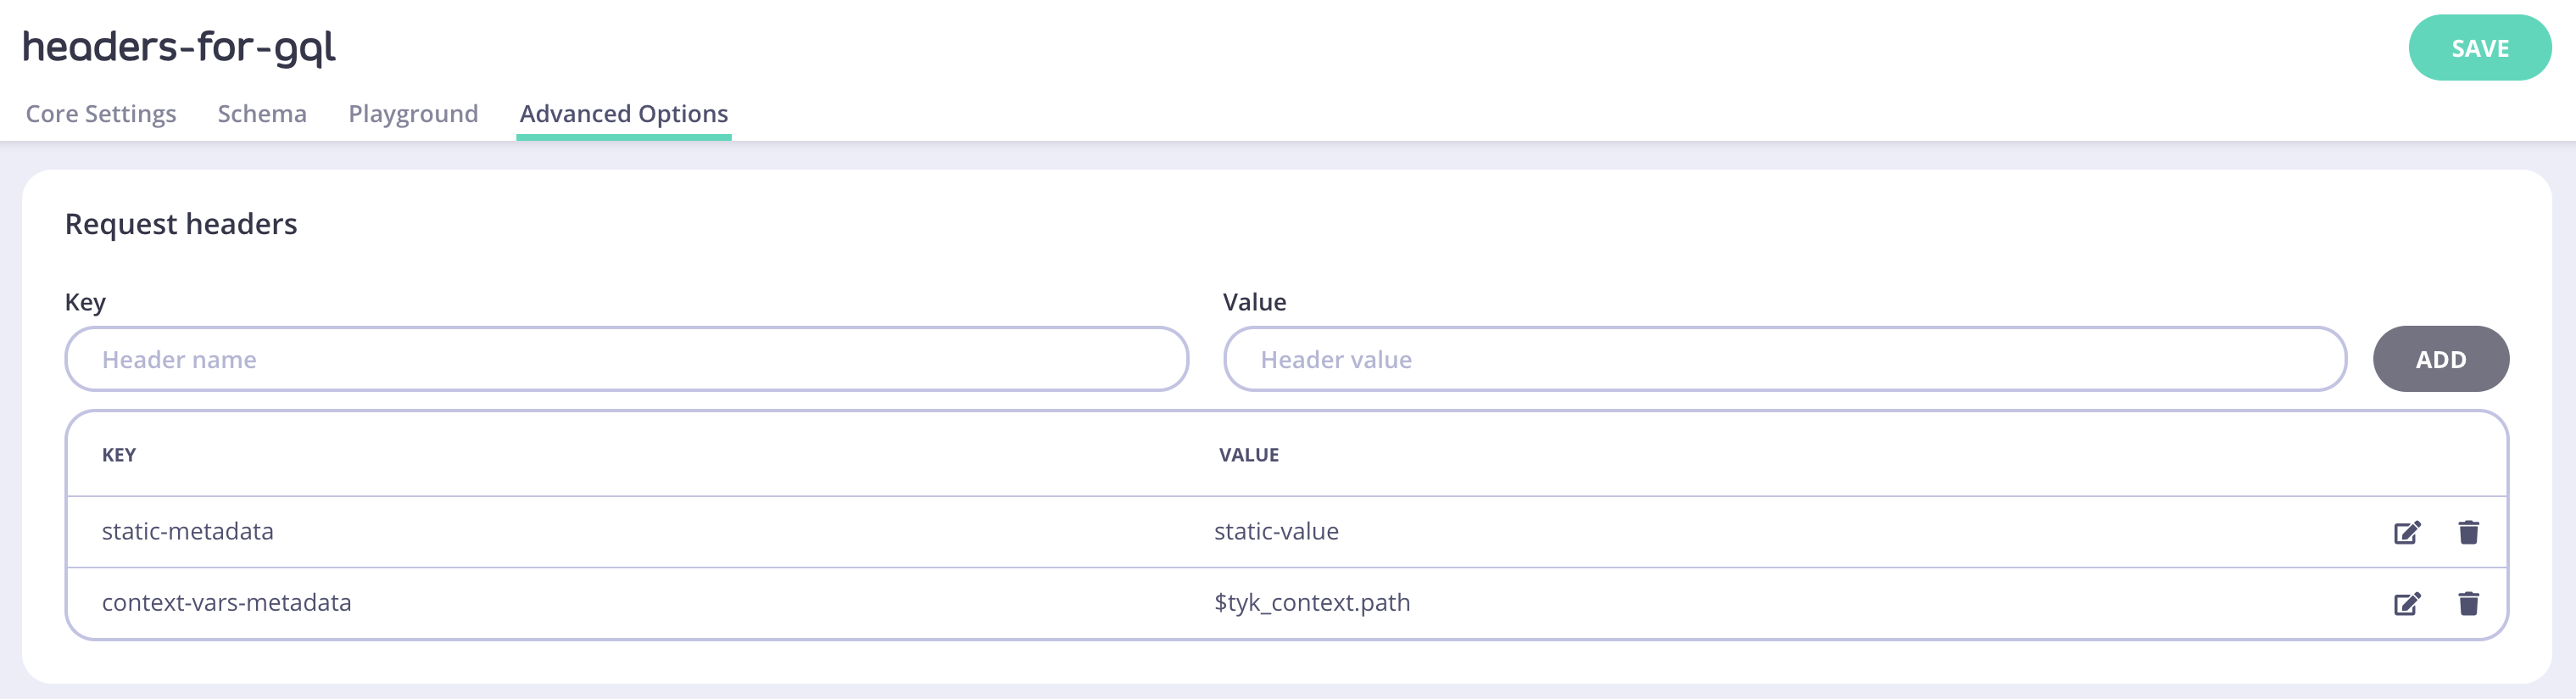 headers-for-gql
SAVE
Core Settings Schema Playground Advanced Options
Request headers
Key Value
Header name Header value ADD
KEY VALUE
static-metadata static-value
context-vars-metadata $tyk_context.path